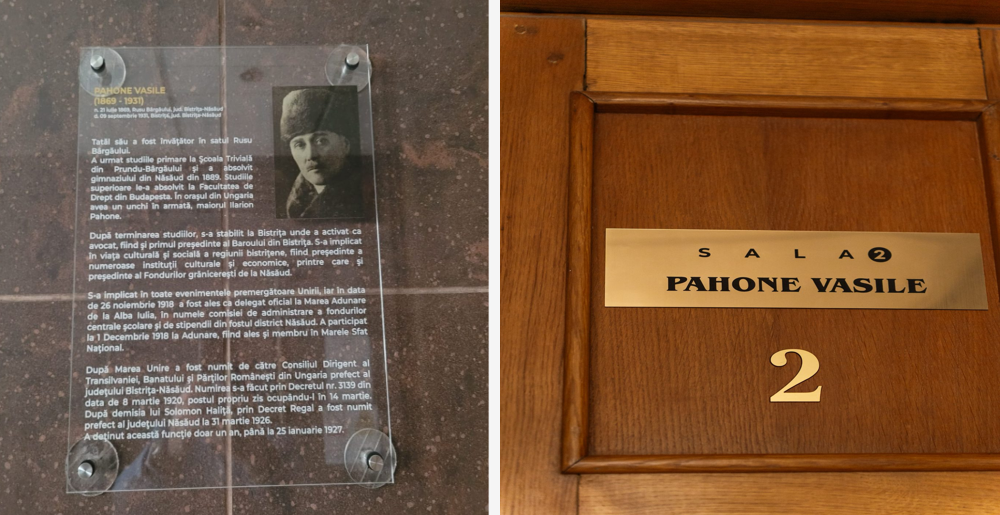 PAHONE VASILE
(1869 - 1931)
n. 31 iulie 1869, Rusu Bârgăului, jud. Bistrița-Năsăud
d. 09 septembrie 1931, Bistrița, jud. Bistrița-Năsăud
Tatăl său a fost învățător în satul Rusu
Bârgăului.
A urmat studiile primare la Școala Trivială
din Prundu-Bârgăului și a absolvit
gimnaziului din Năsăud din 1889. Studiile
superioare le-a absolvit la Facultatea de
Drept din Budapesta. În orașul din Ungaria
avea un unchi în armată, maiorul Ilarion
Pahone.
După terminarea studiilor, s-a stabilit la Bistrița unde a activat ca
avocat, fiind și primul președinte al Baroului din Bistrița. S-a implicat
în viața culturală și socială a regiunii bistrițene, fiind președinte a
numeroase instituții culturale și economice, printre care și
președinte al Fondurilor grănicerești de la Năsăud.
S-a implicat în toate evenimentele premergătoare Unirii, iar în data
de 26 noiembrie 1918 a fost ales ca delegat oficial la Marea Adunare
de la Alba Iulia, în numele comisiei de administrare a fondurilor
centrale școlare și de stipendii din fostul district Năsăud. A participat
la 1 Decembrie 1918 la Adunare, fiind ales și membru în Marele Sfat
Național.
După Marea Unire a fost numit de către Consiliul Dirigent al
Transilvaniei, Banatului și Părților Românești din Ungaria prefect al
județului Bistrița-Năsăud. Numirea s-a făcut prin Decretul nr. 3139 din
data de 8 martie 1920, postul propriu zis ocupându-l în 14 martie.
După demisia lui Solomon Haliță, prin Decret Regal a fost numit
prefect al județului Năsăud la 31 martie 1926.
A deținut această funcție doar un an, până la 25 ianuarie 1927.
SALA 2
PAHONE VASILE
2